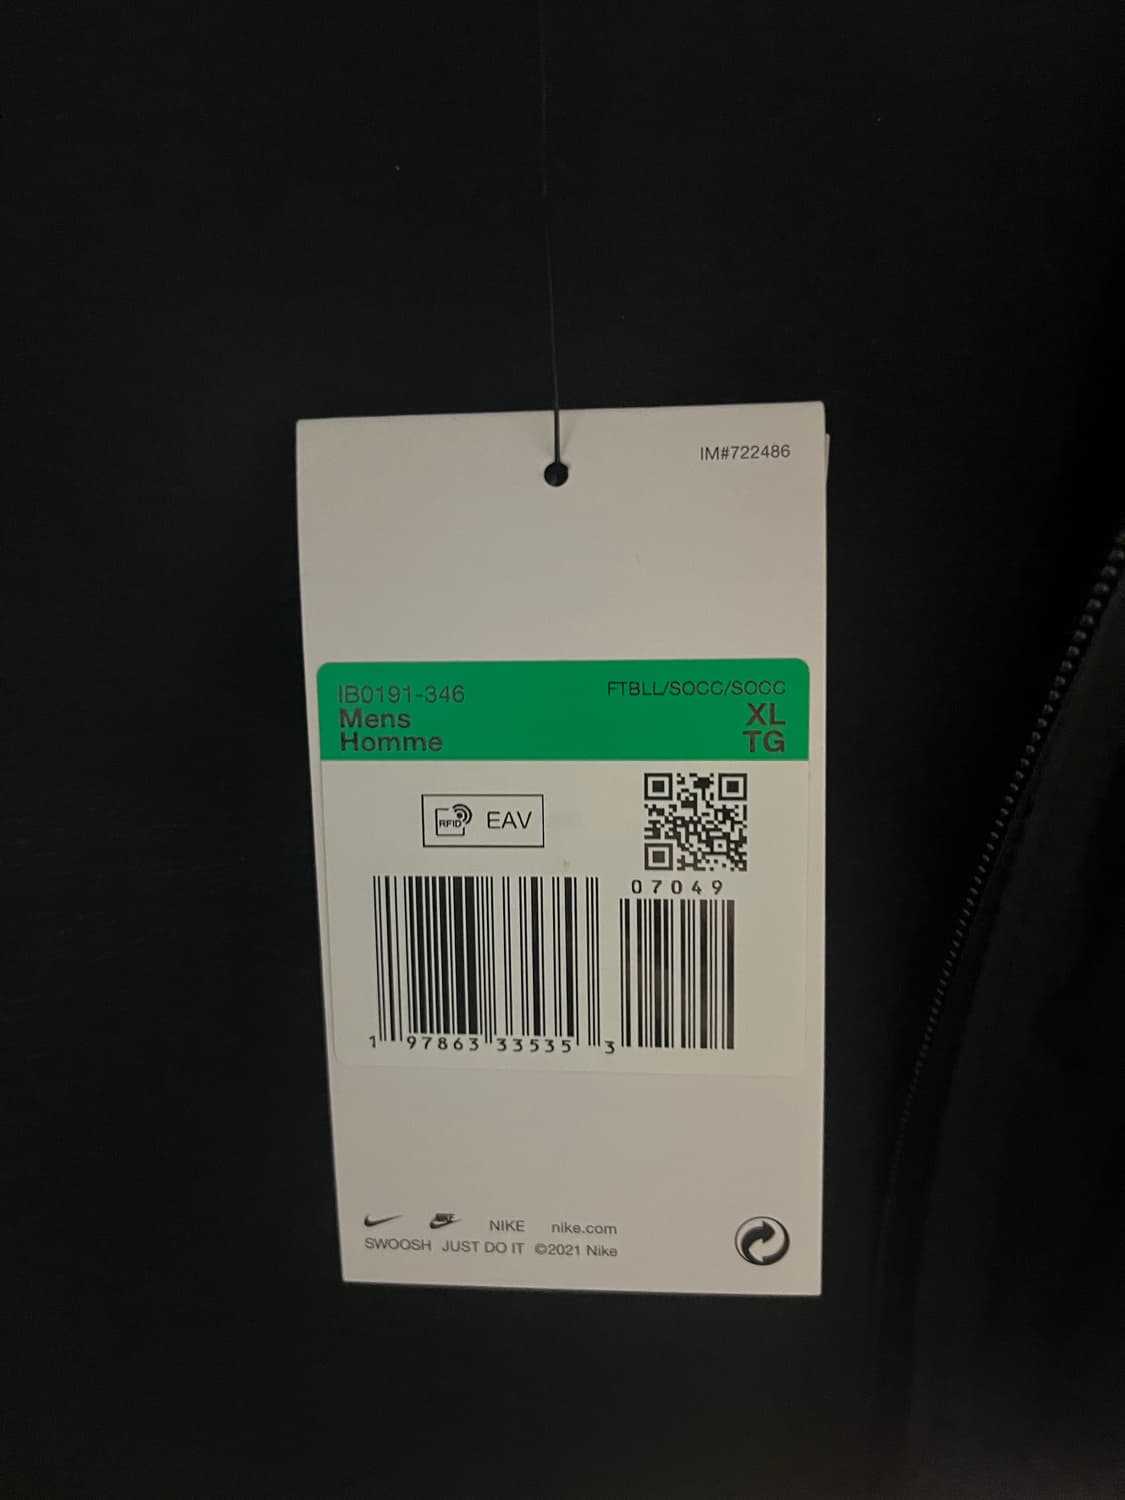 IM#722486
IB0191-346 FTBLL/SOCC/SOCC
Mens XL
Homme TG
RFID EAV
07049
1 97863 33535 3
NIKE NIKE nike.com
SWOOSH JUST DO IT ©2021 Nike